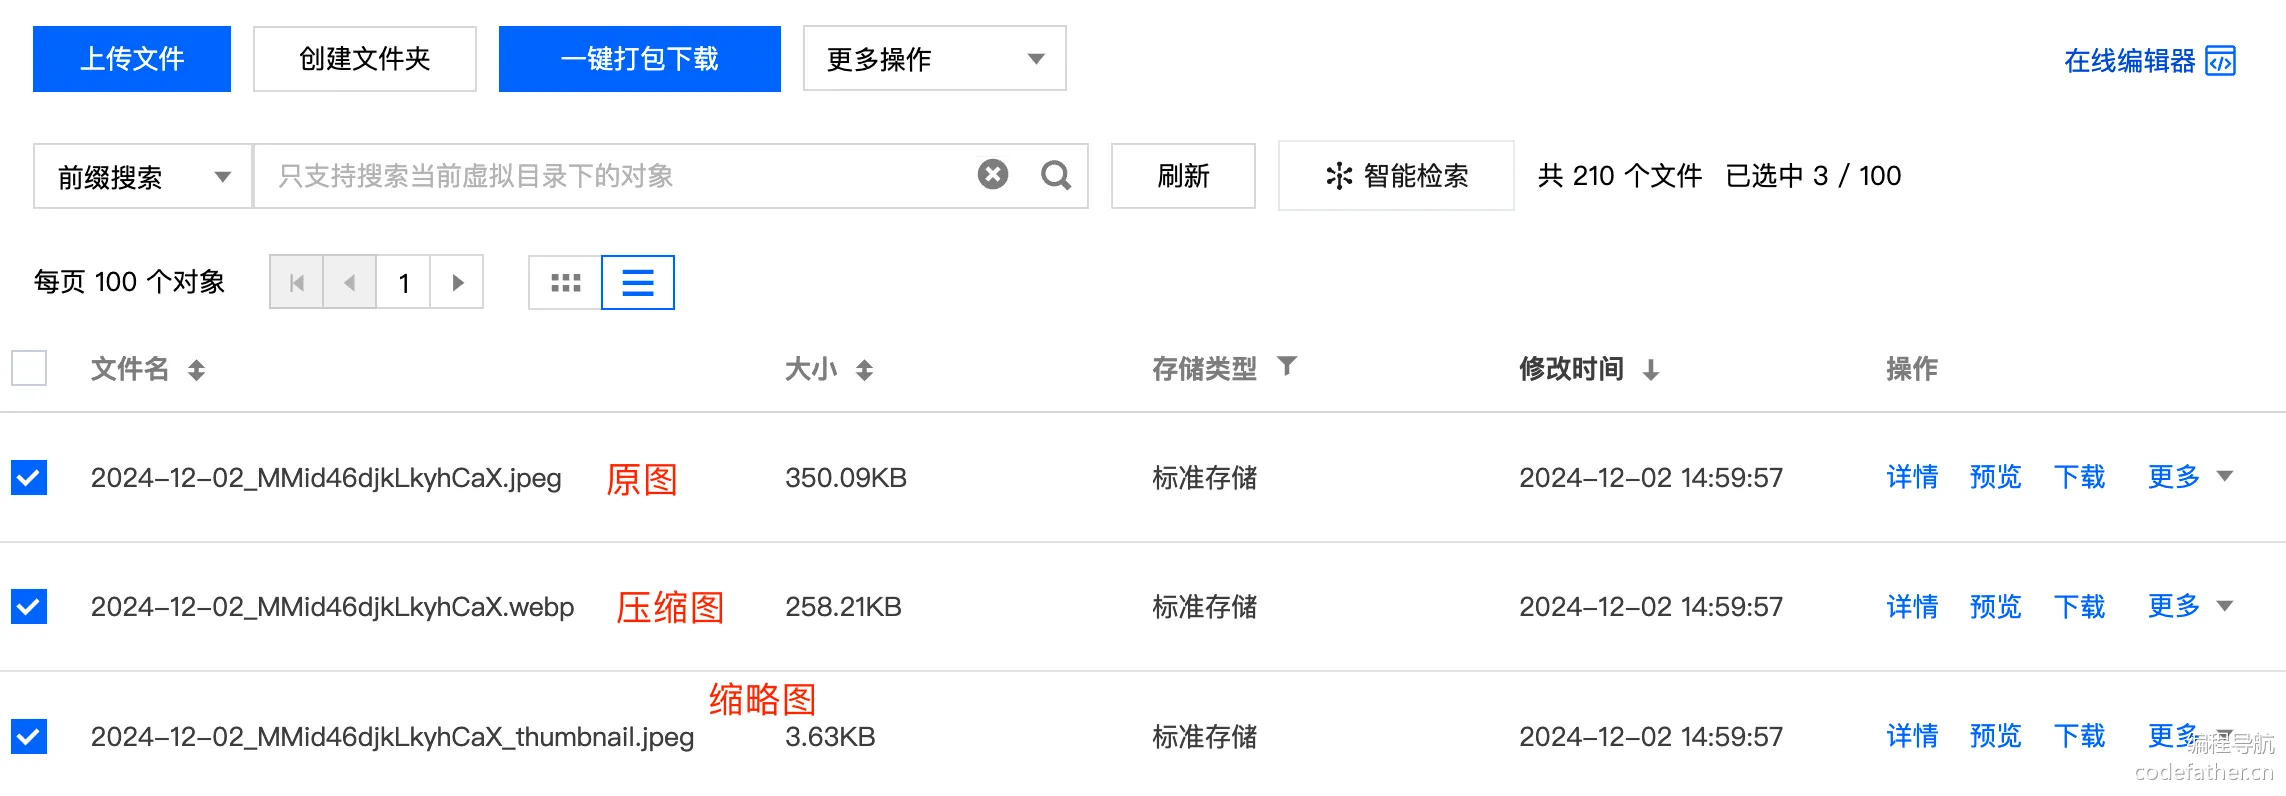 上传文件 创建文件夹 一键打包下载 更多操作 在线编辑器
前缀搜索 只支持搜索当前虚拟目录下的对象 刷新 智能检索 共 210 个文件 已选中 3 / 100
每页 100 个对象 1
文件名 大小 存储类型 修改时间 操作
2024-12-02_MMid46djkLkyhCaX.jpeg 原图 350.09KB 标准存储 2024-12-02 14:59:57 详情 预览 下载 更多
2024-12-02_MMid46djkLkyhCaX.webp 压缩图 258.21KB 标准存储 2024-12-02 14:59:57 详情 预览 下载 更多
缩略图
2024-12-02_MMid46djkLkyhCaX_thumbnail.jpeg 3.63KB 标准存储 2024-12-02 14:59:57 详情 预览 下载 更多
编程导航
codefather.cn